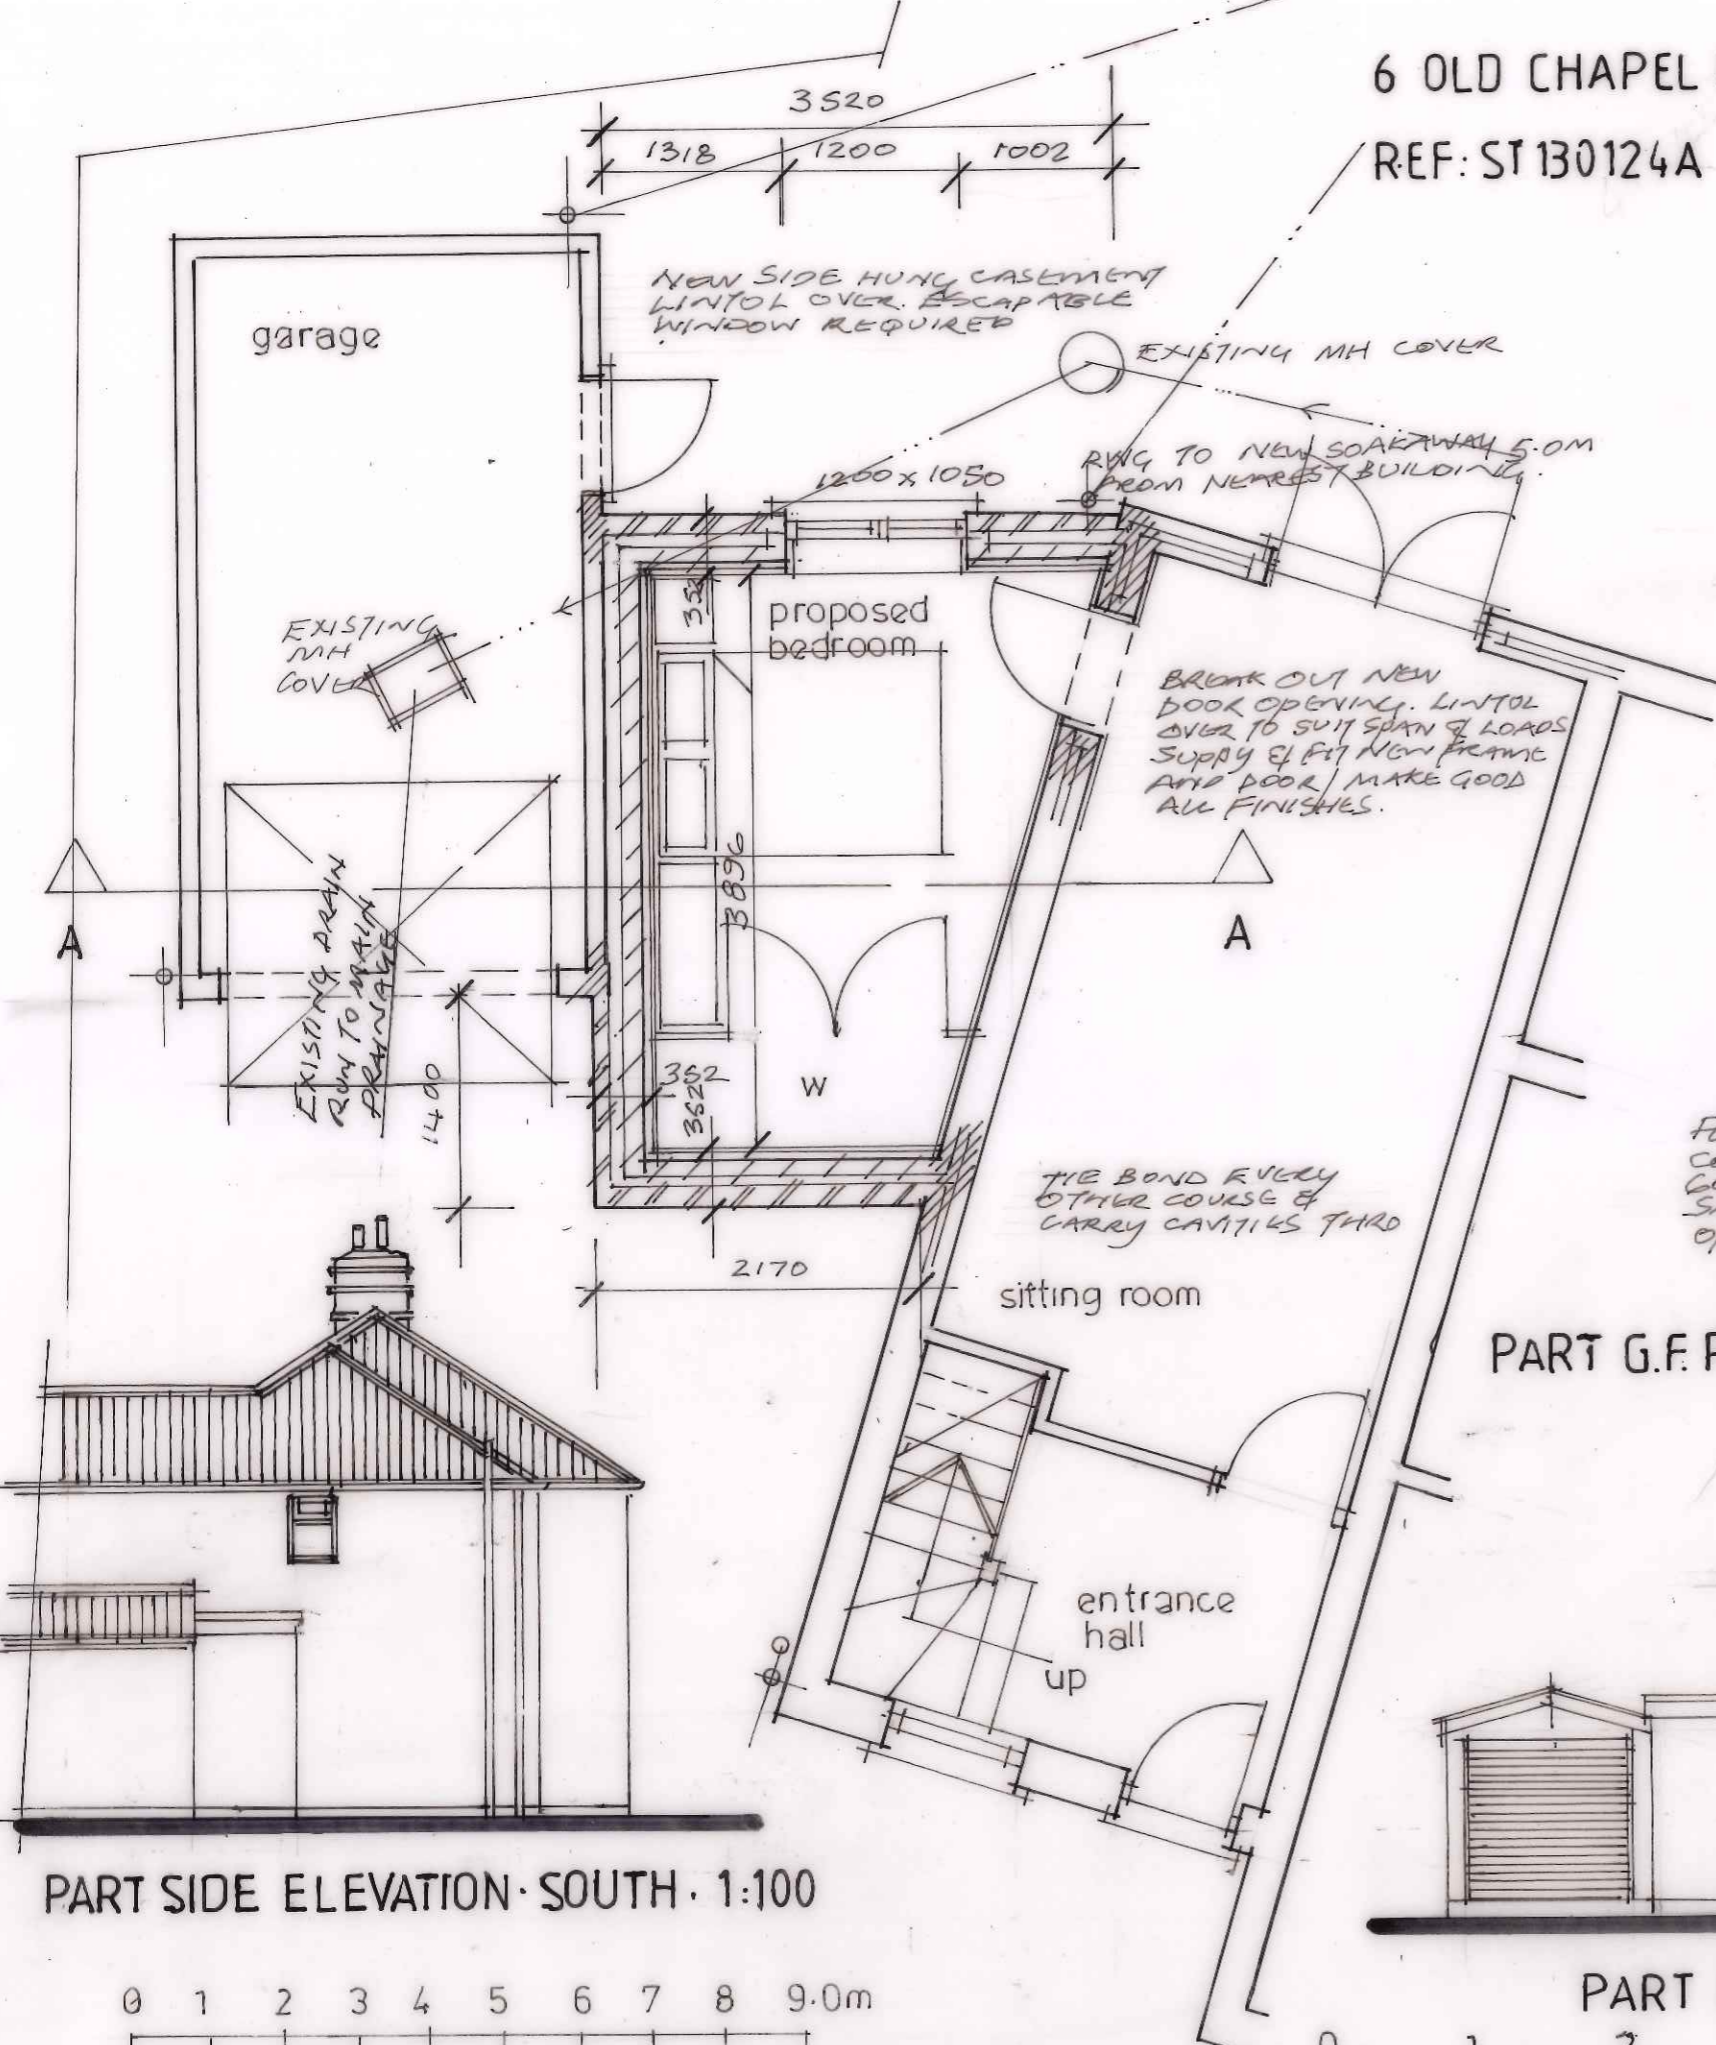 6 OLD CHAPEL
REF: ST 130124A
3520
1318 1200 1002
NEW SIDE HUNG CASEMENT
LINTOL OVER. ESCAPABLE
WINDOW REQUIRED
garage
EXISTING MH COVER
RWG TO NEW SOAKAWAY 5.0M
FROM NEAREST BUILDING.
1200 x 1050
352
proposed
bedroom
EXISTING
MH
COVER
BREAK OUT NEW
DOOR OPENING. LINTOL
OVER TO SUIT SPAN & LOADS
SUPPY & FIT NEW FRAME
AND DOOR / MAKE GOOD
ALL FINISHES.
3896
A
A
EXISTING DRAIN
RUN TO MAIN
DRAINAGE
1400
352
352
W
TIE BOND EVERY
OTHER COURSE &
CARRY CAVITIES THRO
2170
sitting room
PART G.F.
entrance
hall
up
PART SIDE ELEVATION · SOUTH · 1:100
0 1 2 3 4 5 6 7 8 9.0m
PART